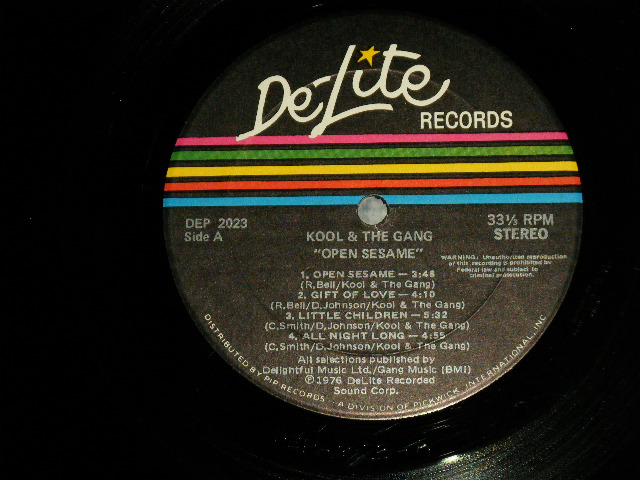 De-Lite
RECORDS
DEP 2023
Side A
33⅓ RPM
STEREO
KOOL & THE GANG
"OPEN SESAME"
WARNING: Unauthorized reproduction
of this recording is prohibited by
Federal law and subject to
criminal prosecution.
1. OPEN SESAME — 3:48
(R.Bell/Kool & The Gang)
2. GIFT OF LOVE — 4:10
(R.Bell/Kool & The Gang)
3. LITTLE CHILDREN — 5:32
(C.Smith/D.Johnson/Kool & The Gang)
4. ALL NIGHT LONG — 4:55
(C.Smith/D.Johnson/Kool & The Gang)
All selections published by
Delightful Music Ltd./Gang Music (BMI)
℗1976 DeLite Recorded
Sound Corp.
DISTRIBUTED BY PIP RECORDS - A DIVISION OF PICKWICK INTERNATIONAL, INC